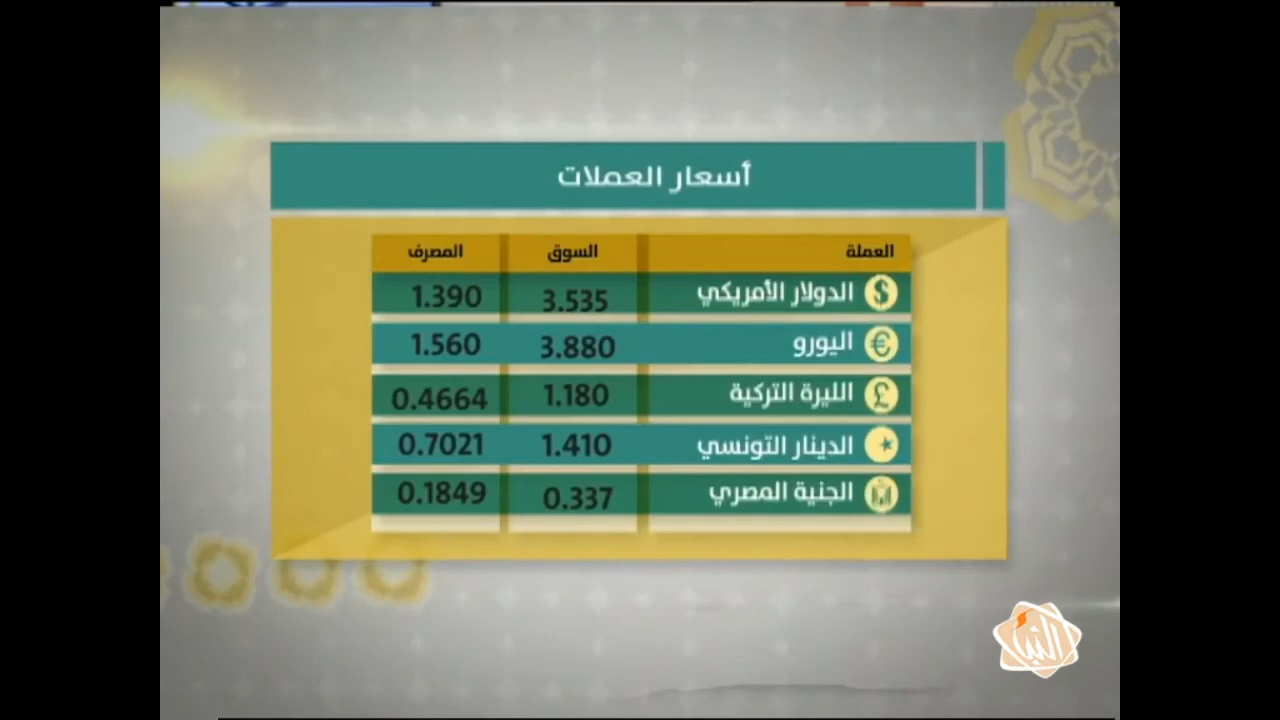 أسعار العملات
العملة السوق المصرف
$ الدولار الأمريكي 3.535 1.390
€ اليورو 3.880 1.560
£ الليرة التركية 1.180 0.4664
الدينار التونسي 1.410 0.7021
الجنية المصري 0.337 0.1849
النبأ